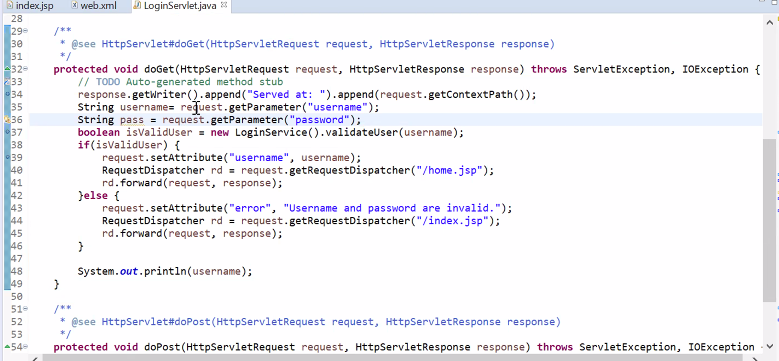 index.jsp web.xml LoginServlet.java
28
29 /**
30 * @see HttpServlet#doGet(HttpServletRequest request, HttpServletResponse response)
31 */
32 protected void doGet(HttpServletRequest request, HttpServletResponse response) throws ServletException, IOException {
33 // TODO Auto-generated method stub
34 response.getWriter().append("Served at: ").append(request.getContextPath());
35 String username= request.getParameter("username");
36 String pass = request.getParameter("password");
37 boolean isValidUser = new LoginService().validateUser(username);
38 if(isValidUser) {
39 request.setAttribute("username", username);
40 RequestDispatcher rd = request.getRequestDispatcher("/home.jsp");
41 rd.forward(request, response);
42 }else {
43 request.setAttribute("error", "Username and password are invalid.");
44 RequestDispatcher rd = request.getRequestDispatcher("/index.jsp");
45 rd.forward(request, response);
46 }
47
48 System.out.println(username);
49 }
50
51 /**
52 * @see HttpServlet#doPost(HttpServletRequest request, HttpServletResponse response)
53 */
54 protected void doPost(HttpServletRequest request, HttpServletResponse response) throws ServletException, IOException